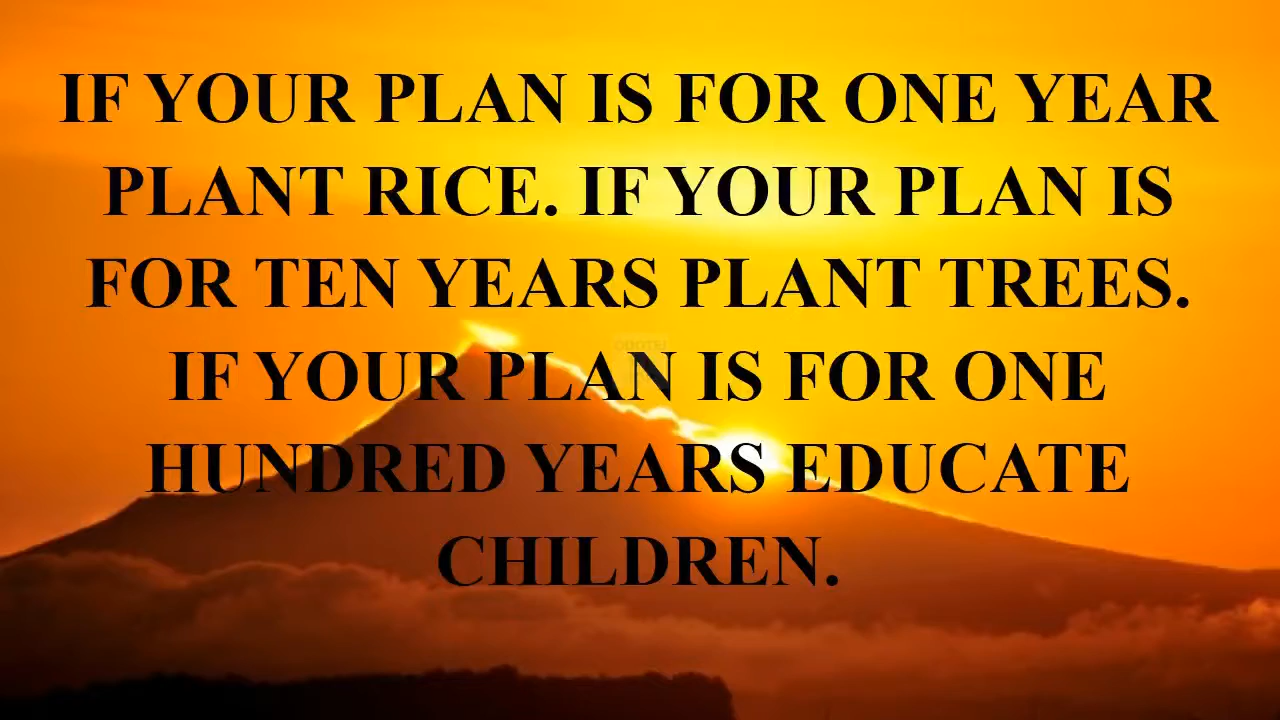 IF YOUR PLAN IS FOR ONE YEAR
PLANT RICE. IF YOUR PLAN IS
FOR TEN YEARS PLANT TREES.
IF YOUR PLAN IS FOR ONE
HUNDRED YEARS EDUCATE
CHILDREN.